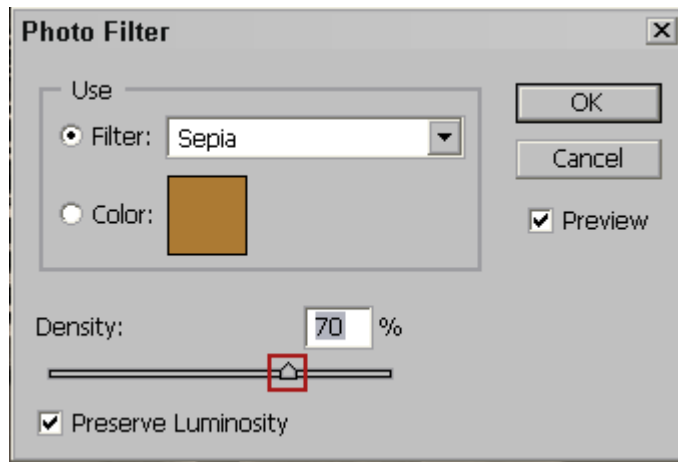 Photo Filter
Use
OK
Filter: Sepia
Cancel
Color:
Preview
Density: 70 %
Preserve Luminosity